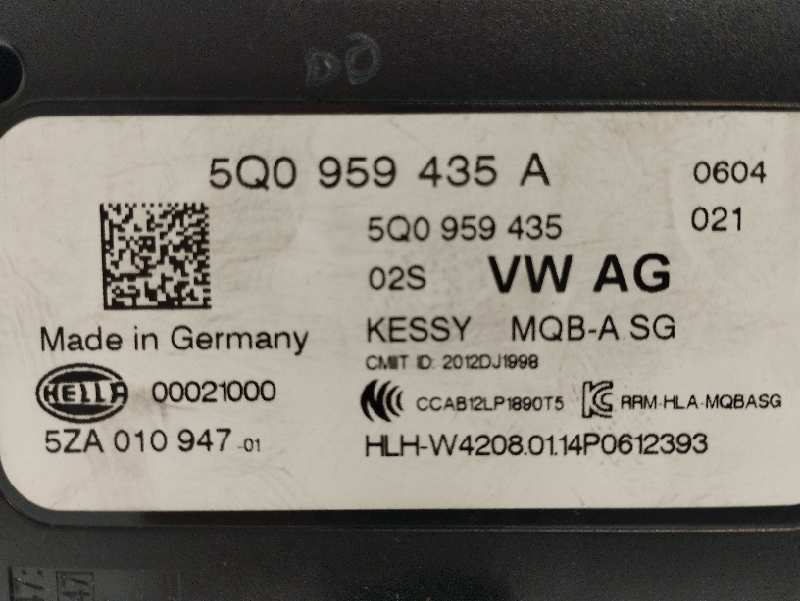 5Q0 959 435 A 0604
5Q0 959 435 021
02S VW AG
Made in Germany KESSY MQB-A SG
CMIIT ID: 2012DJ1998
HELLA 00021000 CCAB12LP1890T5 RRM-HLA-MQBASG
5ZA 010 947 -01 HLH-W4208.01.14P0612393